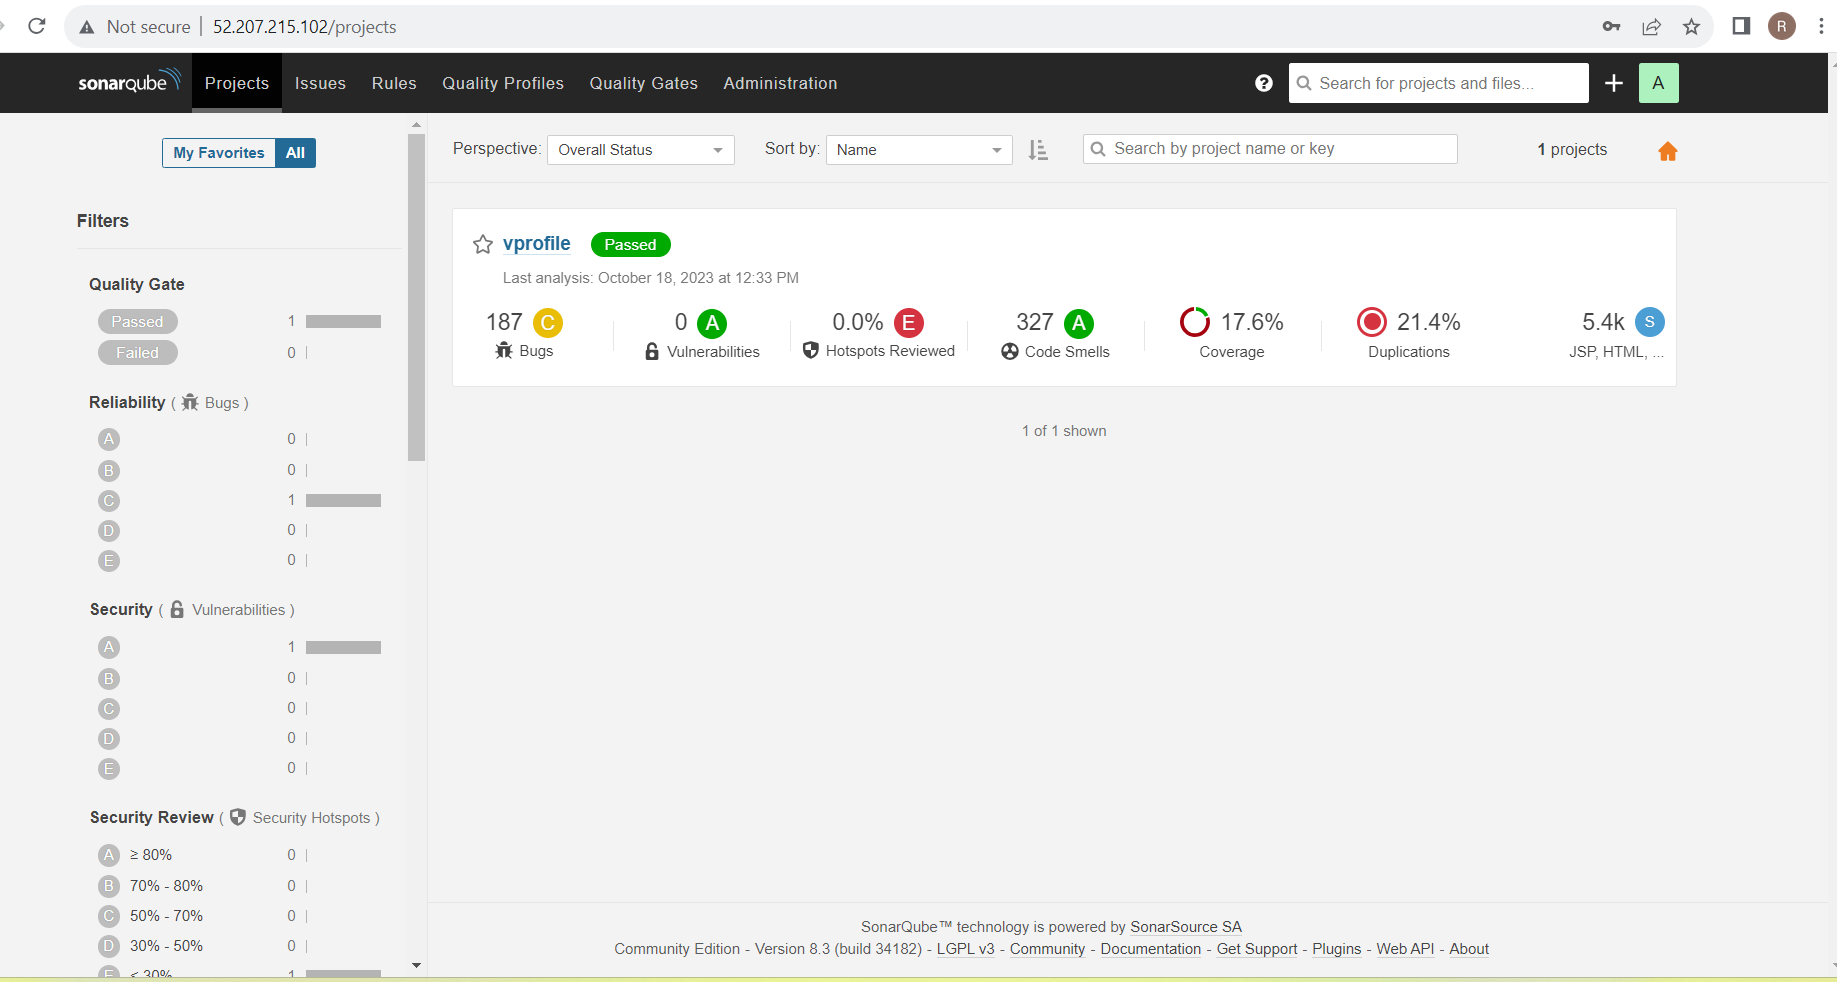 Not secure | 52.207.215.102/projects
R
sonarqube Projects Issues Rules Quality Profiles Quality Gates Administration ? Search for projects and files... A
My Favorites All
Perspective: Overall Status Sort by: Name Search by project name or key 1 projects
Filters
Quality Gate
Passed 1
Failed 0
Reliability ( Bugs )
A 0
B 0
C 1
D 0
E 0
Security ( Vulnerabilities )
A 1
B 0
C 0
D 0
E 0
Security Review ( Security Hotspots )
A ≥ 80% 0
B 70% - 80% 0
C 50% - 70% 0
D 30% - 50% 0
E < 30% 1
vprofile Passed
Last analysis: October 18, 2023 at 12:33 PM
187 C
Bugs
0 A
Vulnerabilities
0.0% E
Hotspots Reviewed
327 A
Code Smells
17.6%
Coverage
21.4%
Duplications
5.4k S
JSP, HTML, ...
1 of 1 shown
SonarQube™ technology is powered by SonarSource SA
Community Edition - Version 8.3 (build 34182) - LGPL v3 - Community - Documentation - Get Support - Plugins - Web API - About